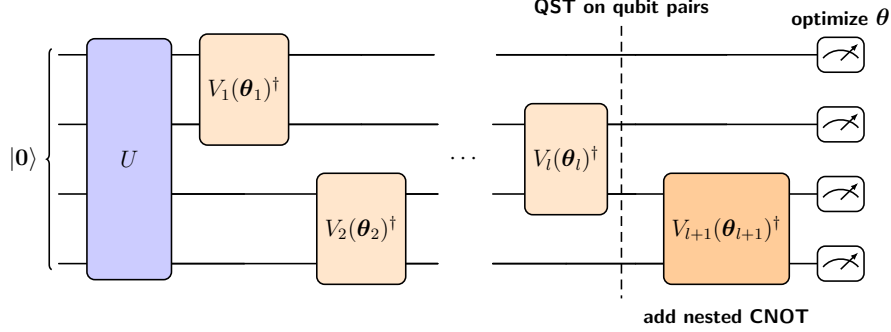 QST on qubit pairs
optimize θ
|0⟩
U
V₁(θ₁)†
V₂(θ₂)†
⋯
Vₗ(θₗ)†
Vₗ₊₁(θₗ₊₁)†
add nested CNOT